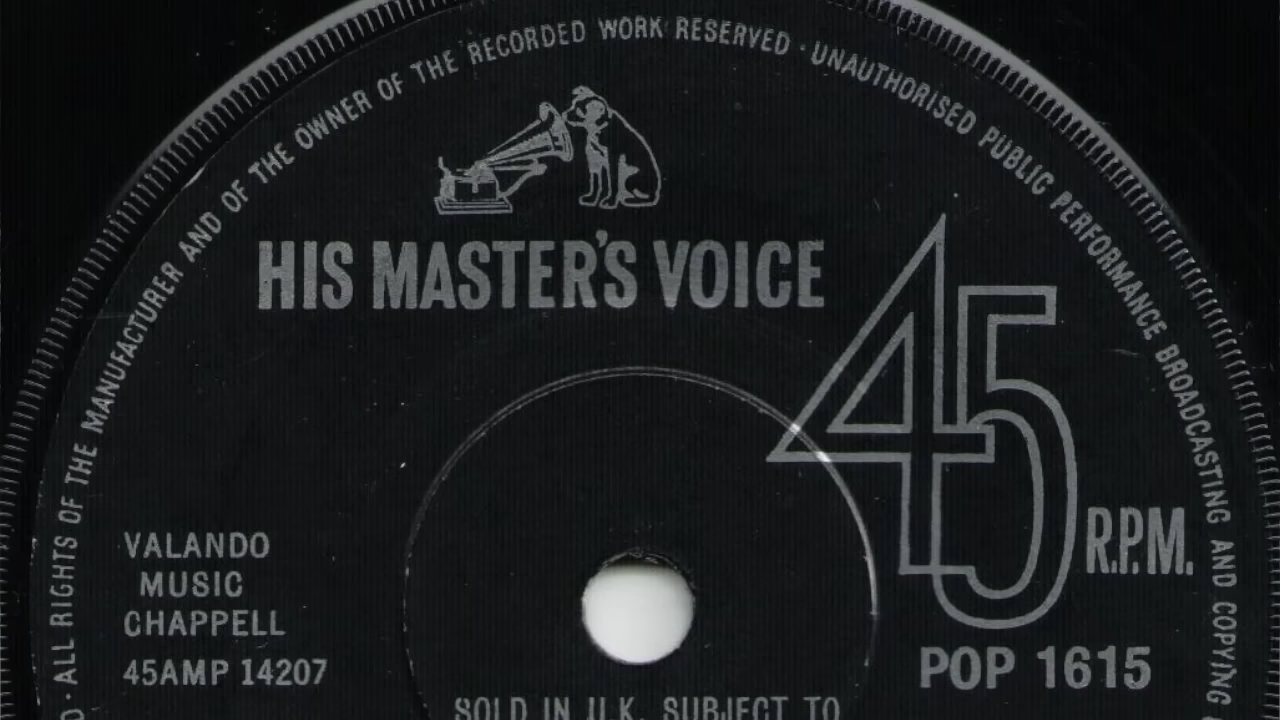 D · ALL RIGHTS OF THE MANUFACTURER AND OF THE OWNER OF THE RECORDED WORK RESERVED · UNAUTHORISED PUBLIC PERFORMANCE BROADCASTING AND COPYING
HIS MASTER'S VOICE
45
R.P.M.
VALANDO
MUSIC
CHAPPELL
45AMP 14207
POP 1615
SOLD IN U.K. SUBJECT TO